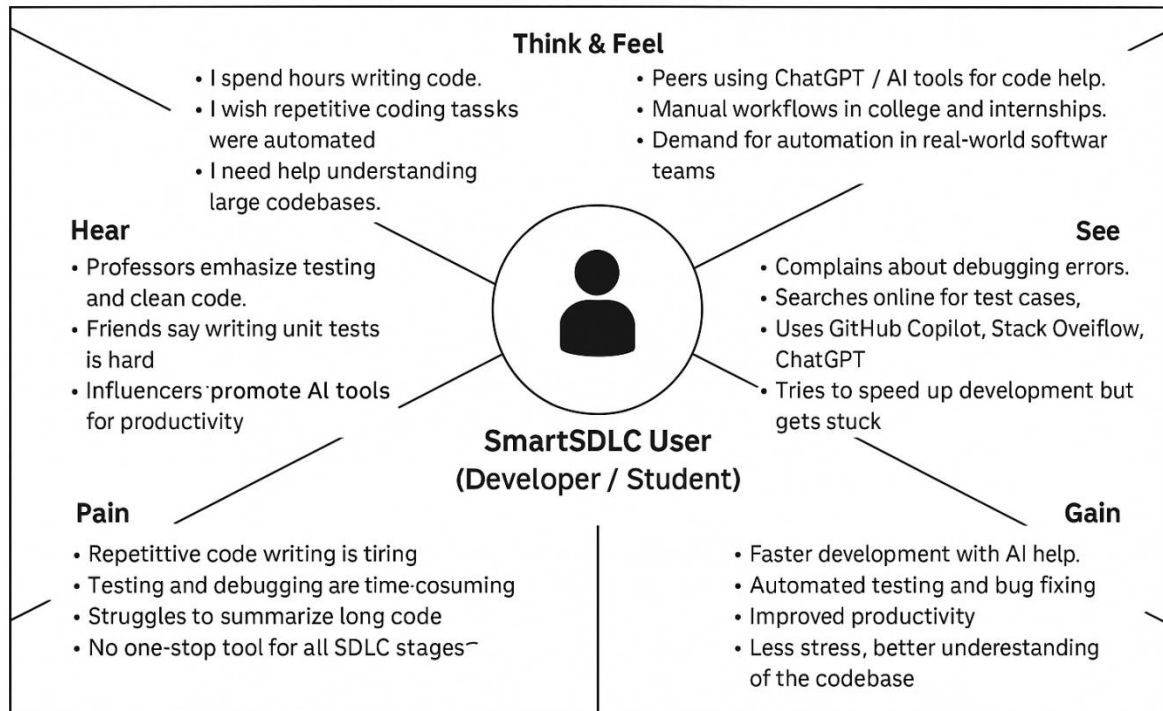 Think & Feel
• I spend hours writing code.
• I wish repetitive coding tassks
were automated
• I need help understanding
large codebases.
• Peers using ChatGPT / AI tools for code help.
• Manual workflows in college and internships.
• Demand for automation in real-world softwar
teams
Hear
• Professors emhasize testing
and clean code.
• Friends say writing unit tests
is hard
• Influencers promote AI tools
for productivity
See
• Complains about debugging errors.
• Searches online for test cases,
• Uses GitHub Copilot, Stack Oveiflow,
ChatGPT
• Tries to speed up development but
gets stuck
SmartSDLC User
(Developer / Student)
Pain
• Repetittive code writing is tiring
• Testing and debugging are time-cosuming
• Struggles to summarize long code
• No one-stop tool for all SDLC stages
Gain
• Faster development with AI help.
• Automated testing and bug fixing
• Improved productivity
• Less stress, better underestanding
of the codebase